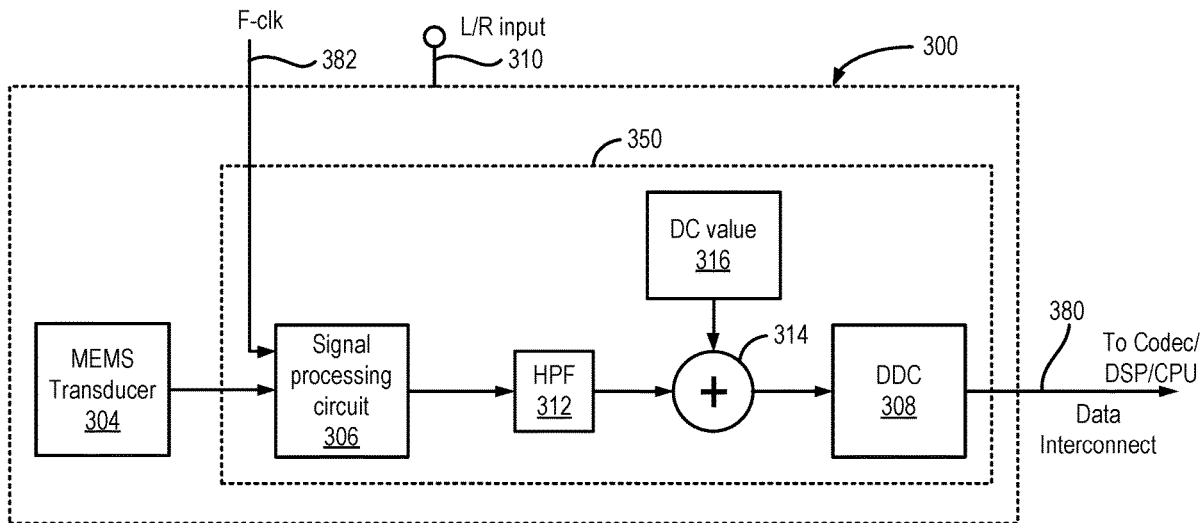 F-clk
382
L/R input
310
300
350
DC value
316
314
MEMS
Transducer
304
Signal
processing
circuit
306
HPF
312
+
DDC
308
380
To Codec/
DSP/CPU
Data
Interconnect